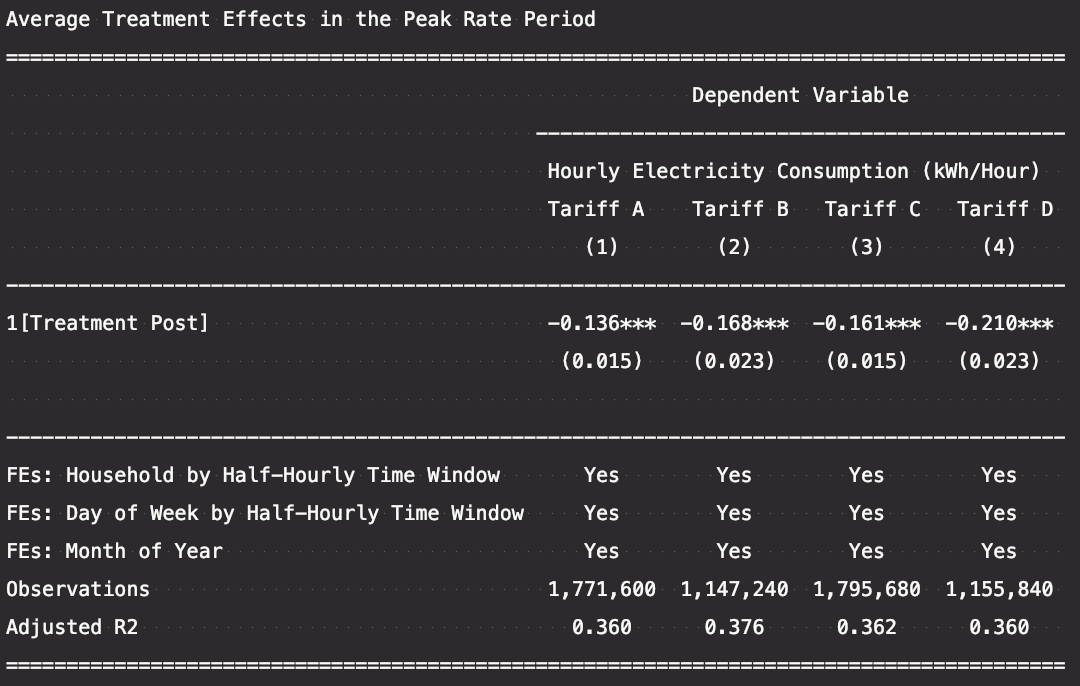 Average Treatment Effects in the Peak Rate Period
Dependent Variable
Hourly Electricity Consumption (kWh/Hour)
Tariff A Tariff B Tariff C Tariff D
(1) (2) (3) (4)
1[Treatment Post] -0.136*** -0.168*** -0.161*** -0.210***
(0.015) (0.023) (0.015) (0.023)
FEs: Household by Half-Hourly Time Window Yes Yes Yes Yes
FEs: Day of Week by Half-Hourly Time Window Yes Yes Yes Yes
FEs: Month of Year Yes Yes Yes Yes
Observations 1,771,600 1,147,240 1,795,680 1,155,840
Adjusted R2 0.360 0.376 0.362 0.360